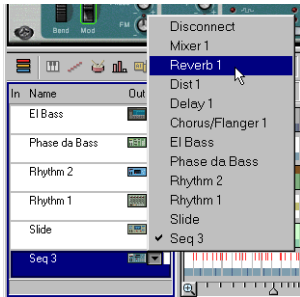 Band Mod FM
Disconnect
Mixer 1
Reverb 1
Dist 1
Delay 1
Chorus/Flanger 1
El Bass
Phase da Bass
Rhythm 2
Rhythm 1
Slide
✔ Seq 3
In Name Out
El Bass
Phase da Bass
Rhythm 2
Rhythm 1
Slide
Seq 3